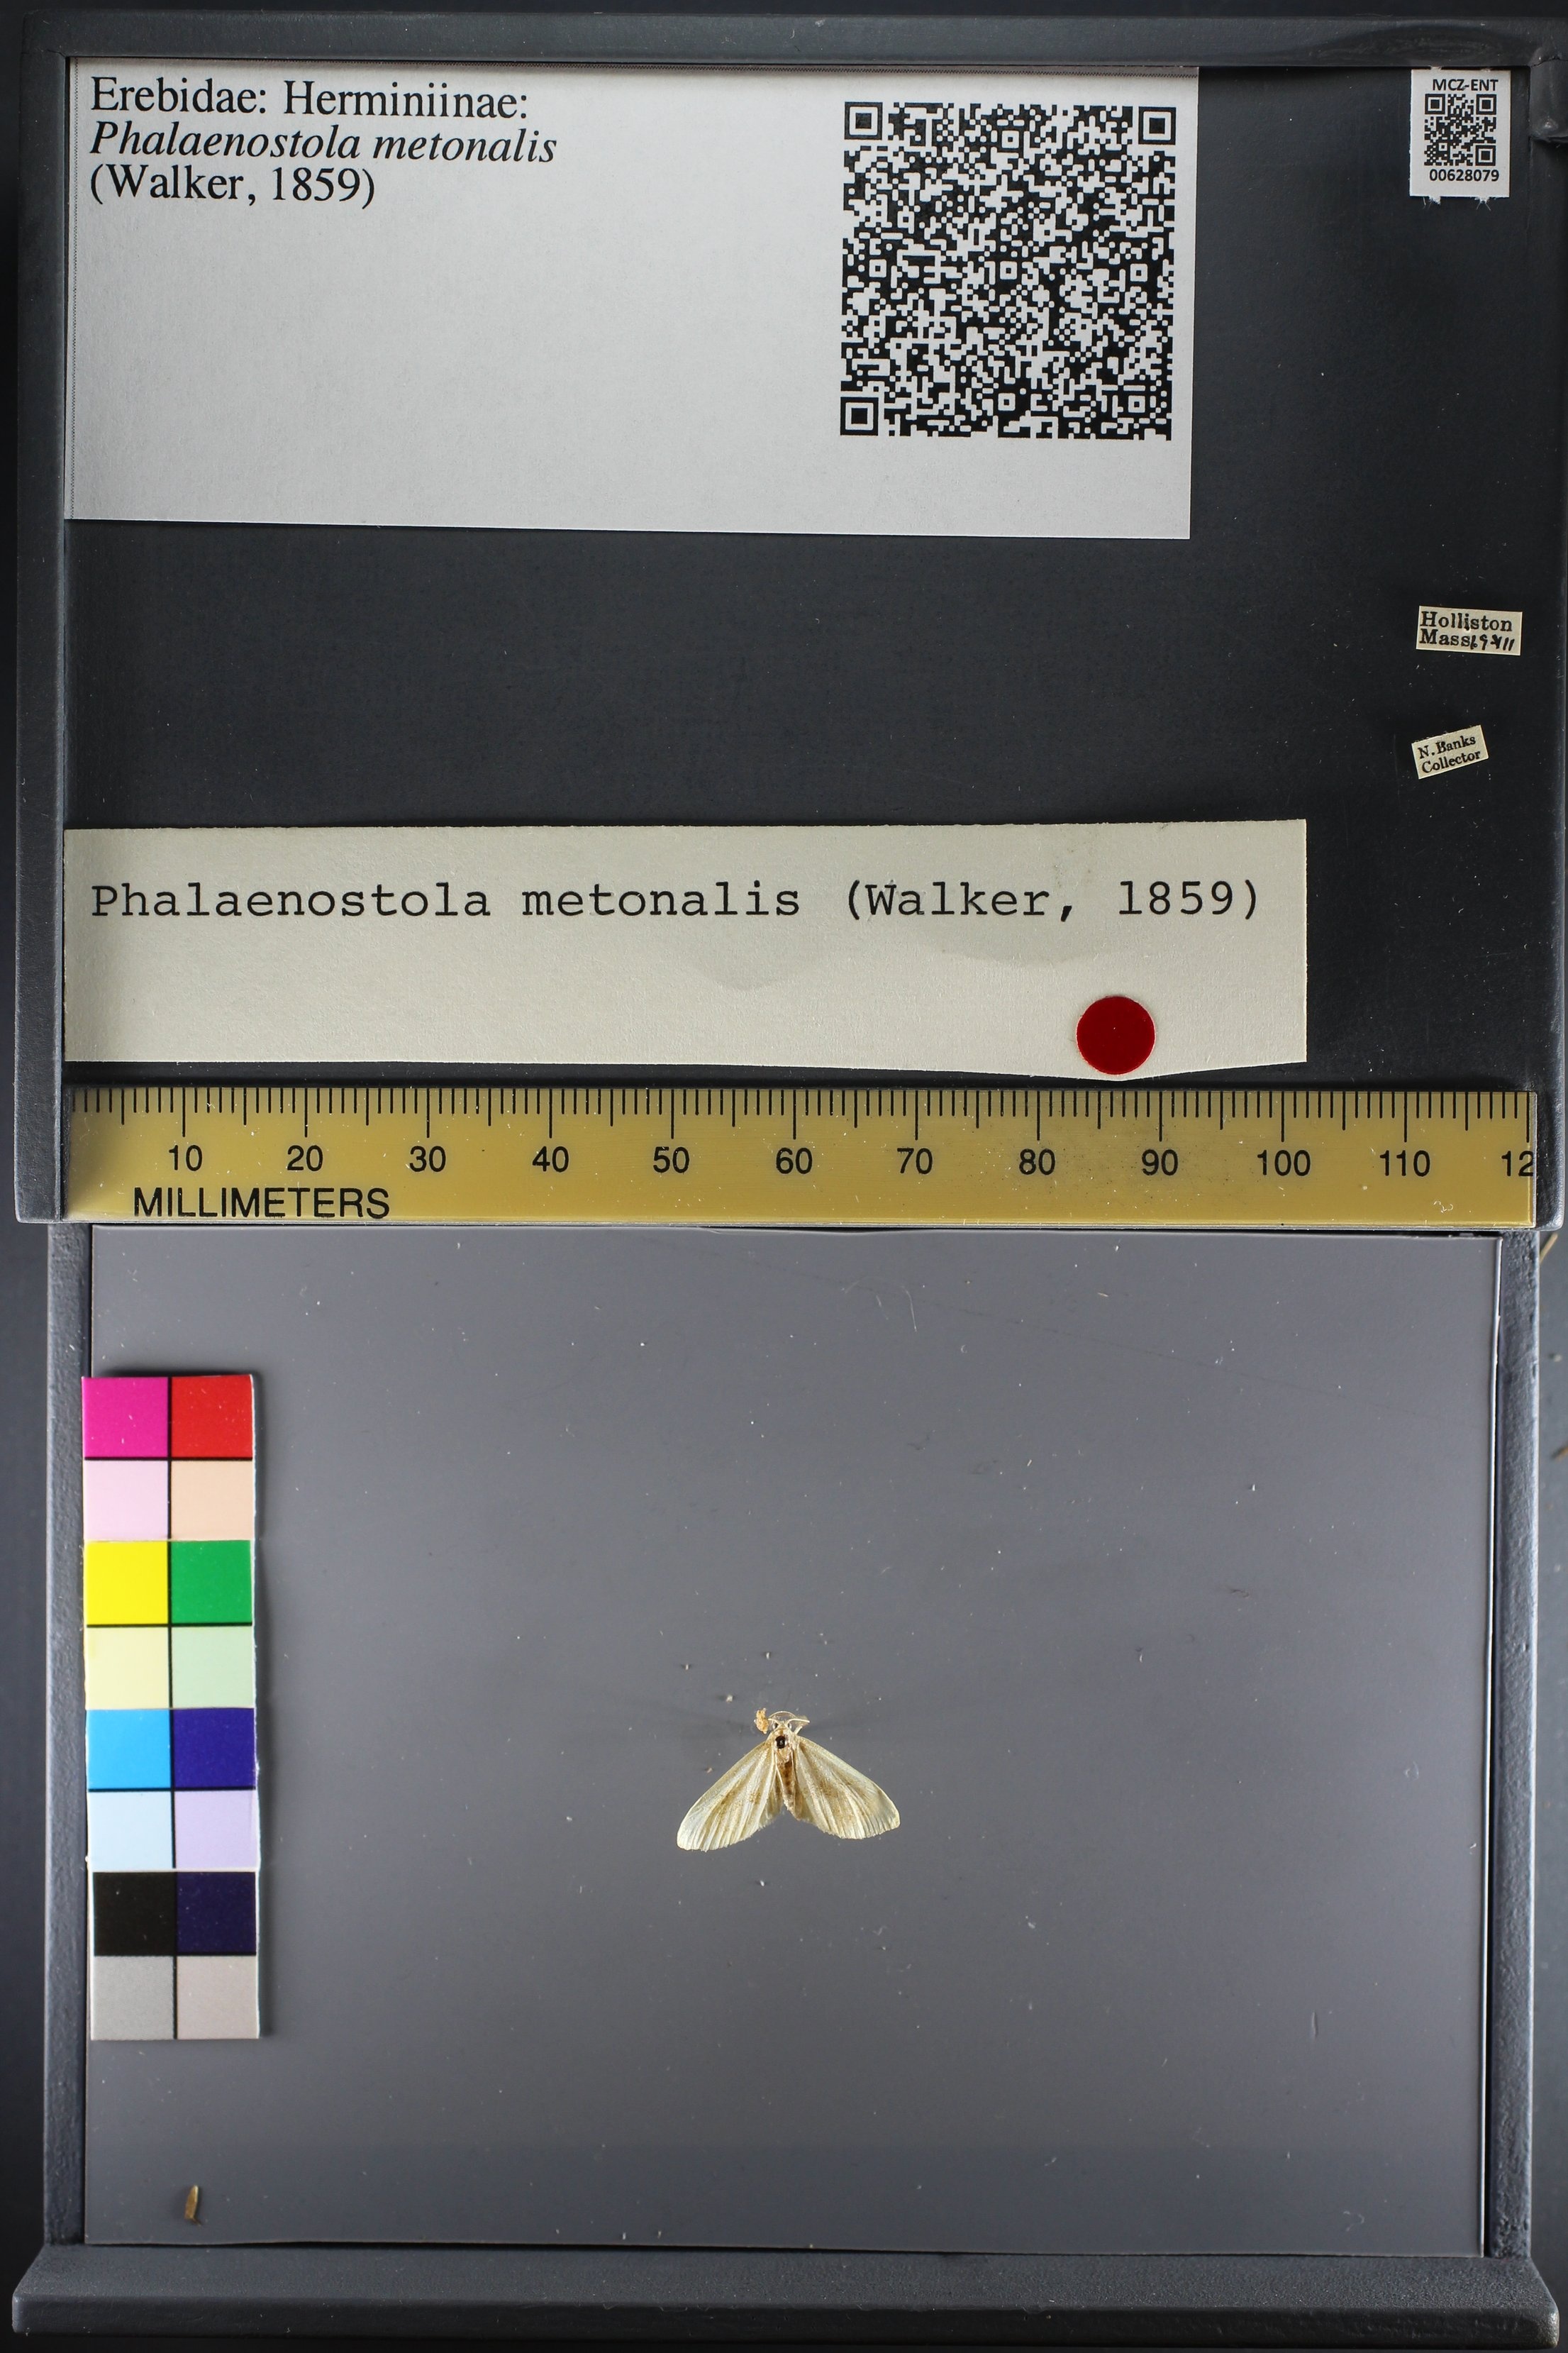 Erebidae: Herminiinae:
Phalaenostola metonalis
(Walker, 1859)
MCZ-ENT
00628079
Holliston
Mass
N. Banks
Collector
Phalaenostola metonalis (Walker, 1859)
10 20 30 40 50 60 70 80 90 100 110 12
MILLIMETERS